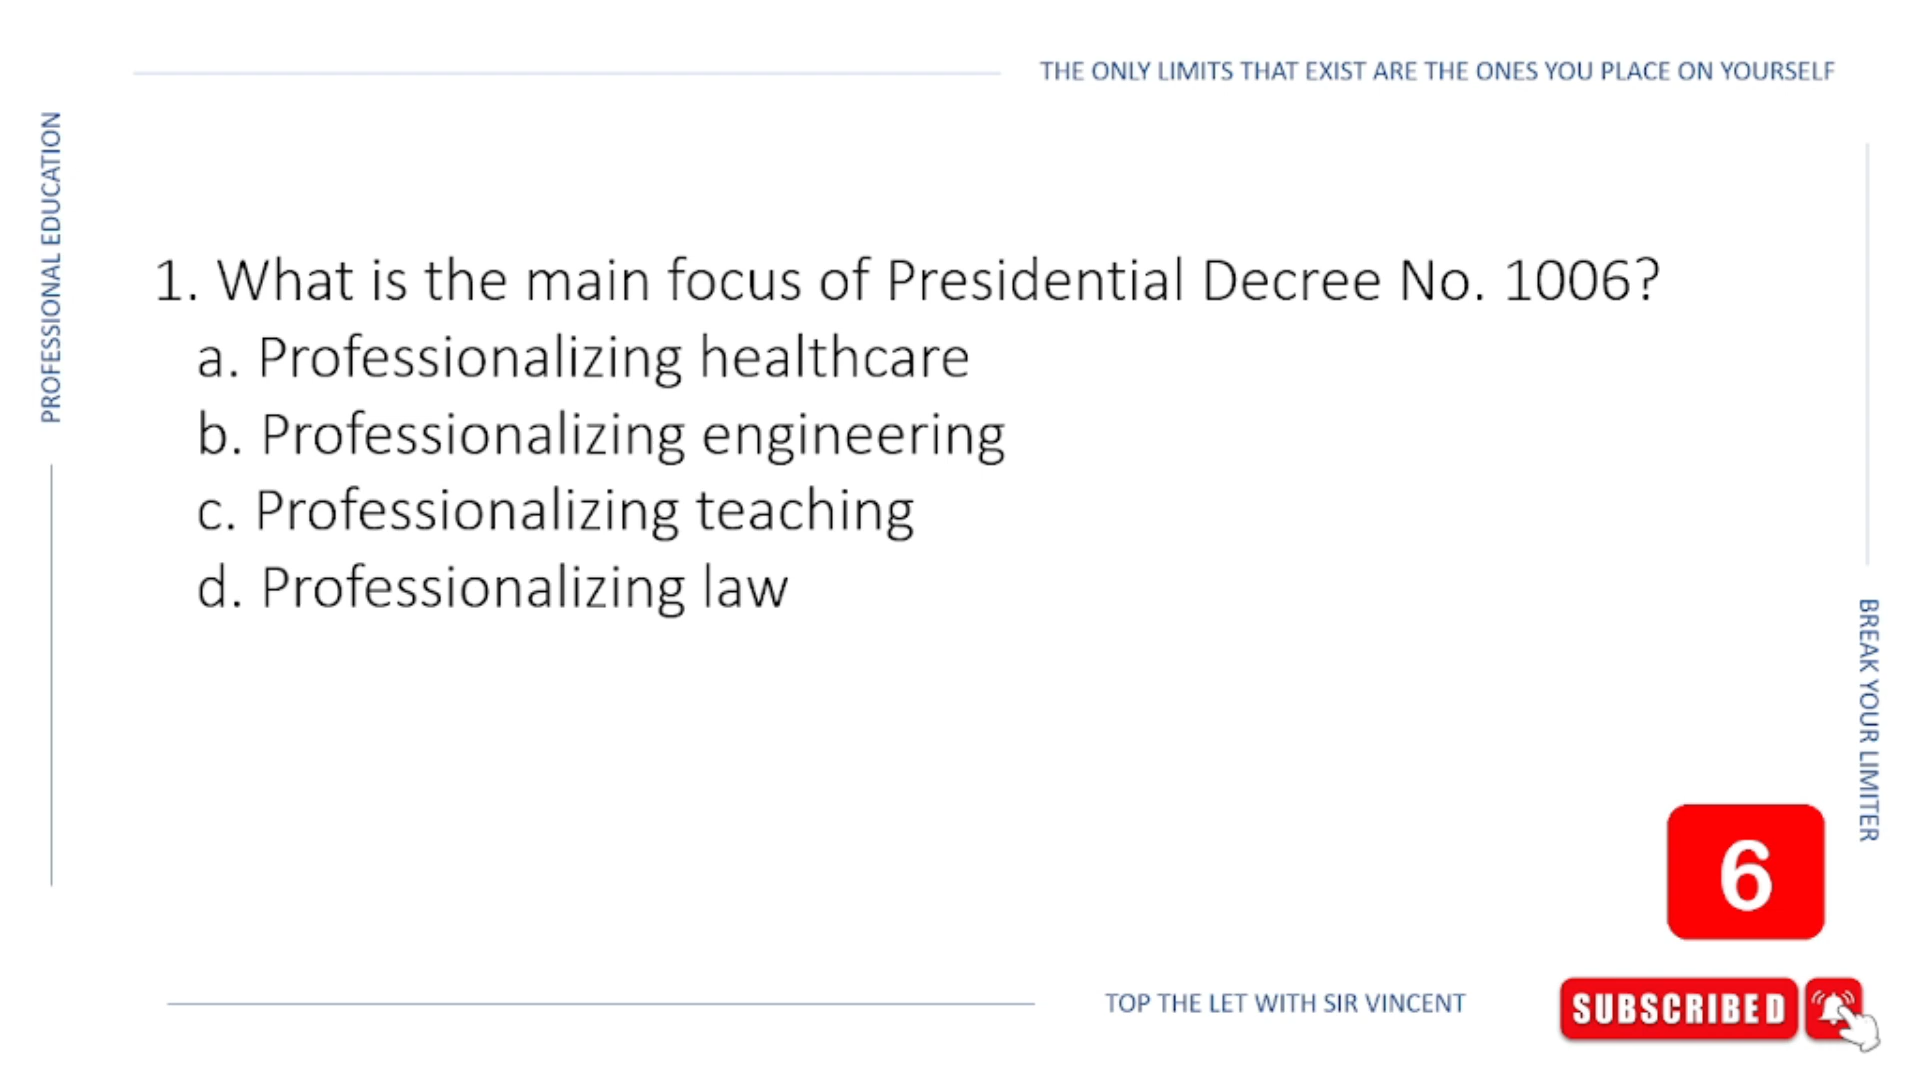 THE ONLY LIMITS THAT EXIST ARE THE ONES YOU PLACE ON YOURSELF
PROFESSIONAL EDUCATION
1. What is the main focus of Presidential Decree No. 1006?
a. Professionalizing healthcare
b. Professionalizing engineering
c. Professionalizing teaching
d. Professionalizing law
BREAK YOUR LIMITER
6
TOP THE LET WITH SIR VINCENT
SUBSCRIBED